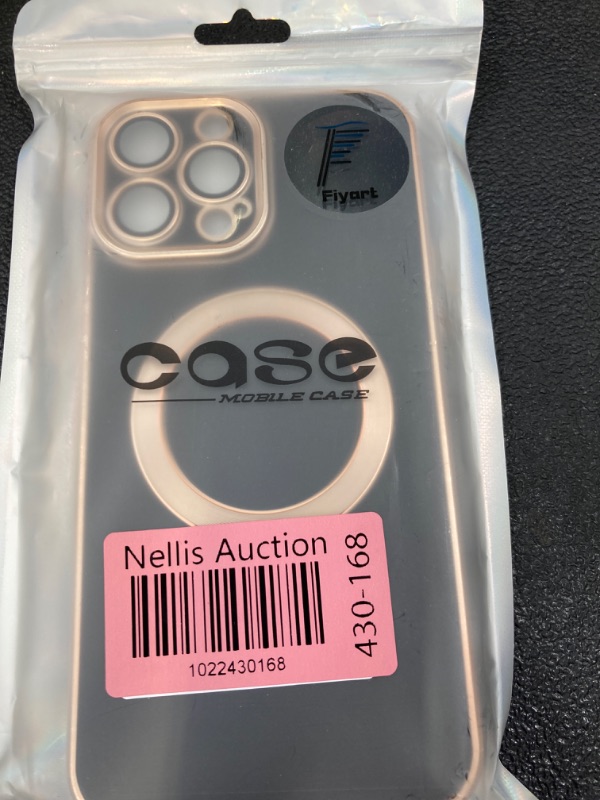 Fiyart
case
MOBILE CASE
Nellis Auction
430-168
1022430168